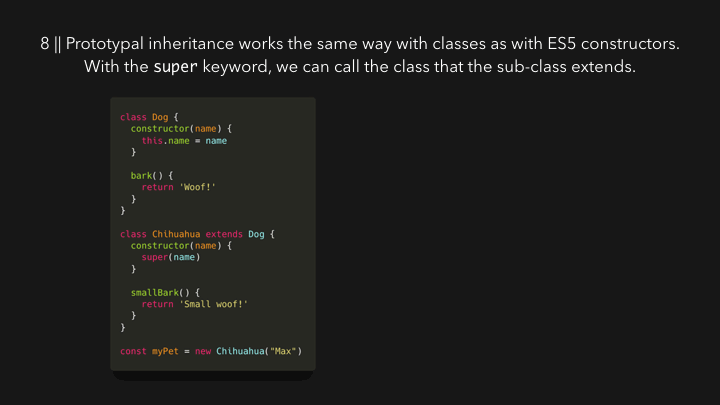 8 || Prototypal inheritance works the same way with classes as with ES5 constructors.
With the super keyword, we can call the class that the sub-class extends.
class Dog {
  constructor(name) {
    this.name = name
  }

  bark() {
    return 'Woof!'
  }
}

class Chihuahua extends Dog {
  constructor(name) {
    super(name)
  }

  smallBark() {
    return 'Small woof!'
  }
}

const myPet = new Chihuahua("Max")